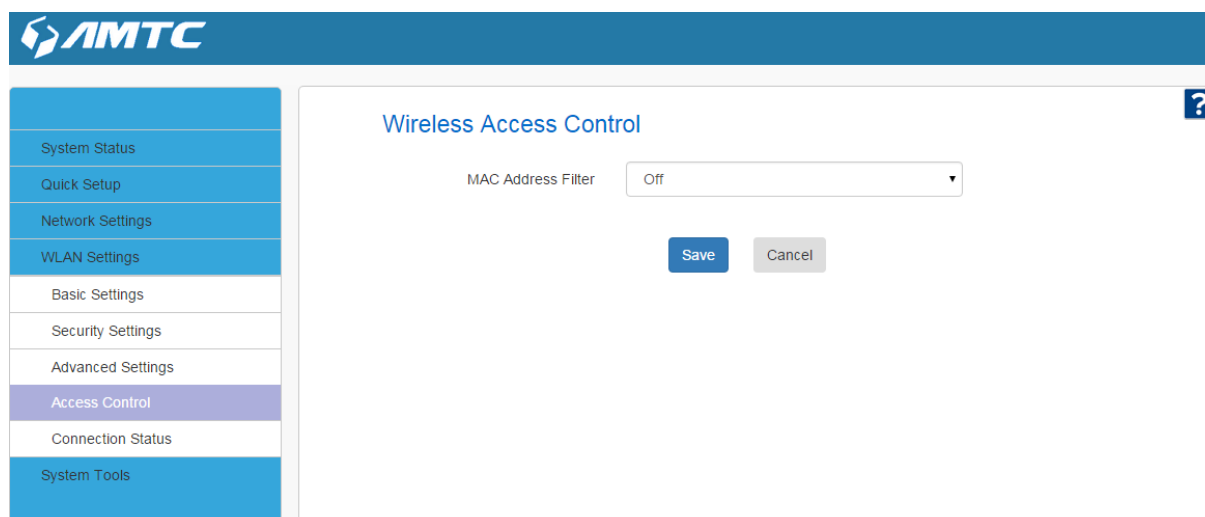 AMTC
?
System Status
Quick Setup
Network Settings
WLAN Settings
Basic Settings
Security Settings
Advanced Settings
Access Control
Connection Status
System Tools
Wireless Access Control
MAC Address Filter Off
Save Cancel